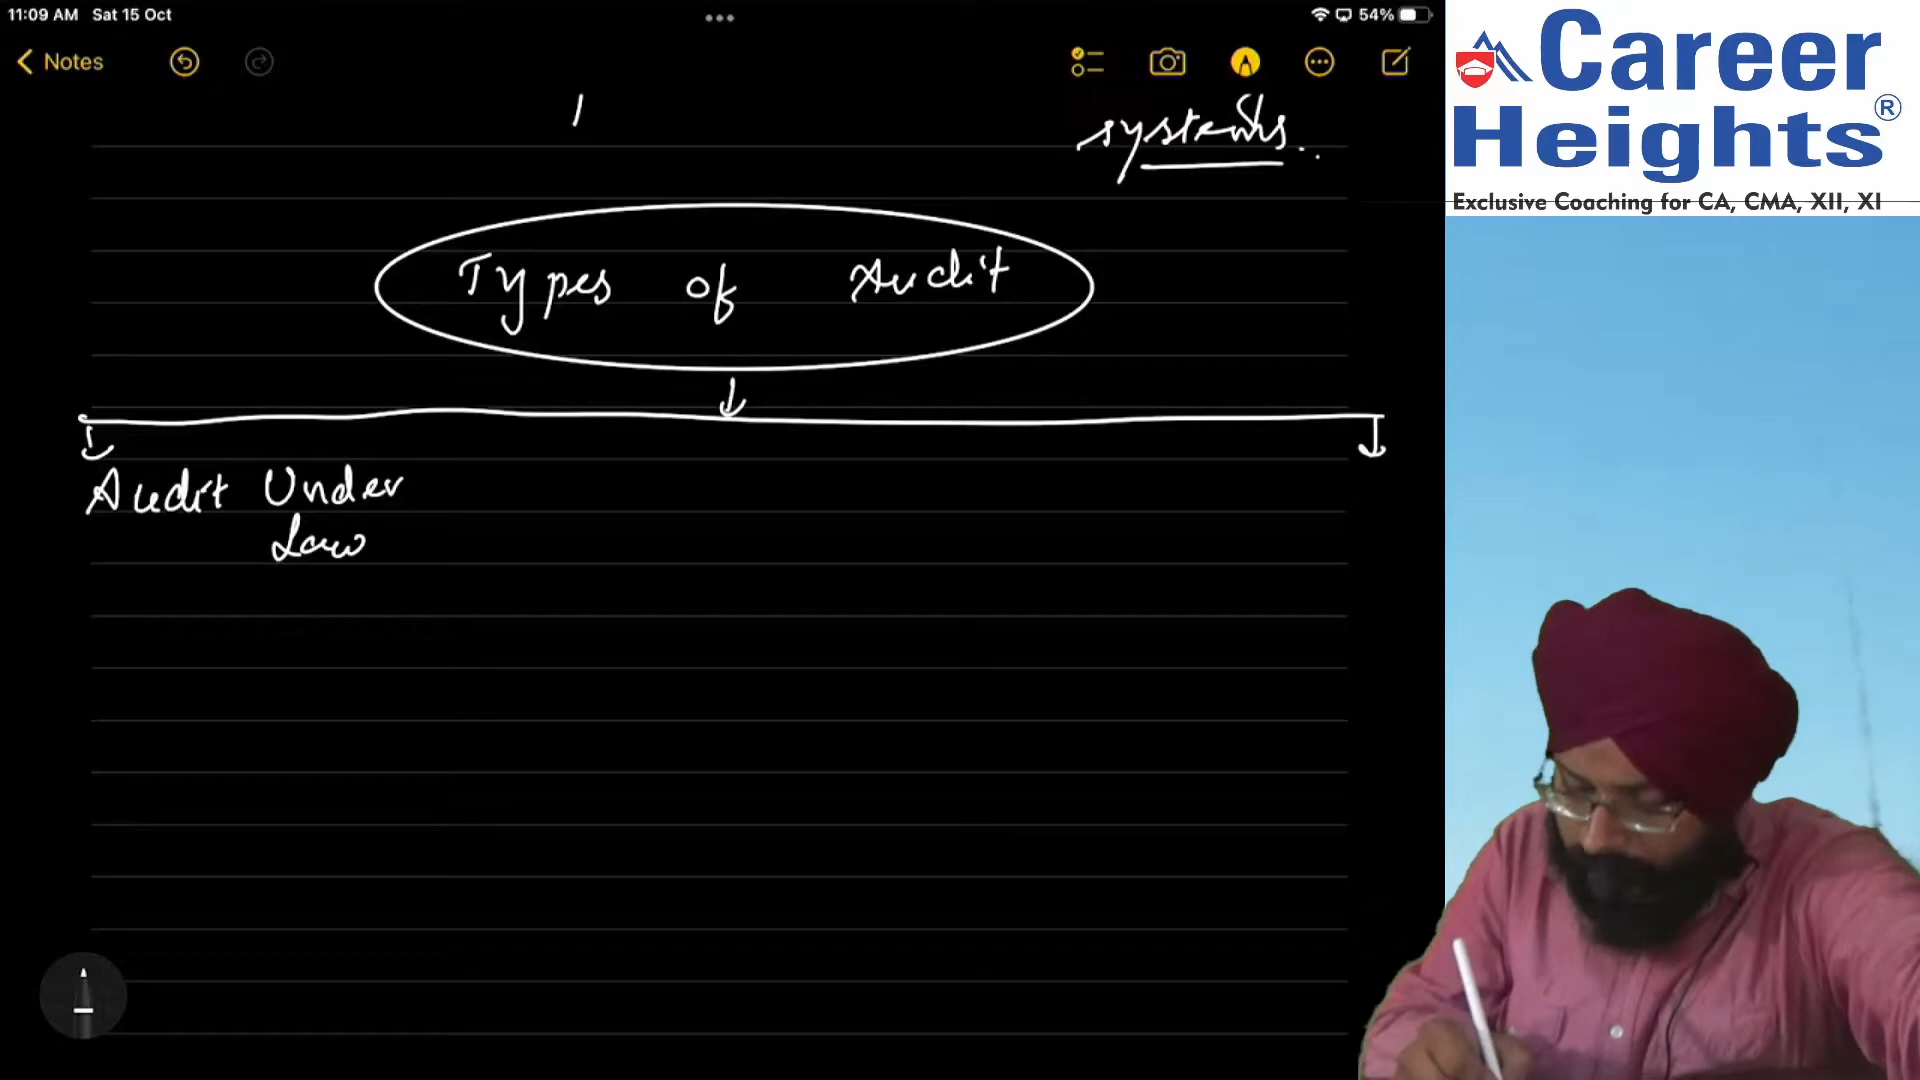 11:09 AM Sat 15 Oct
54%
Notes
systems..
Types of Audit
Audit Under
Law
Career
Heights®
Exclusive Coaching for CA, CMA, XII, XI